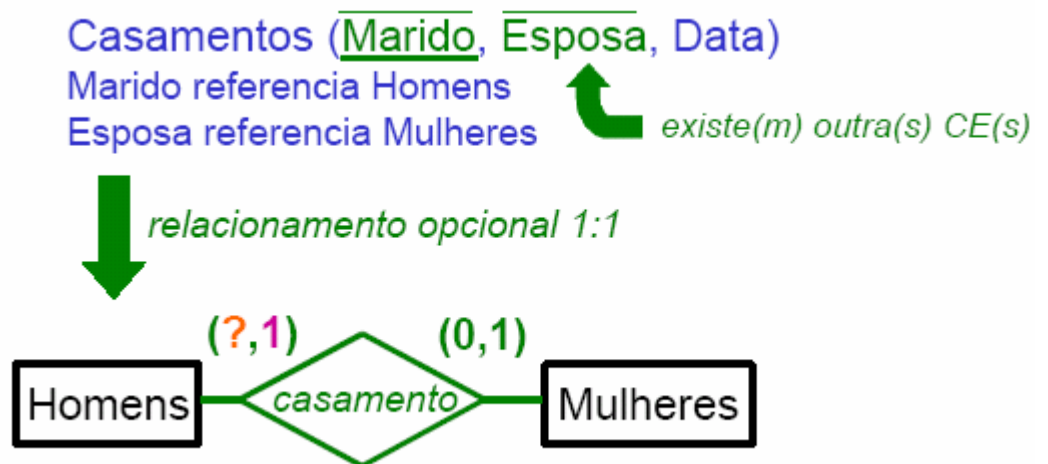 Casamentos (Marido, Esposa, Data)
Marido referencia Homens
Esposa referencia Mulheres
existe(m) outra(s) CE(s)
relacionamento opcional 1:1
(?,1)
(0,1)
Homens
casamento
Mulheres